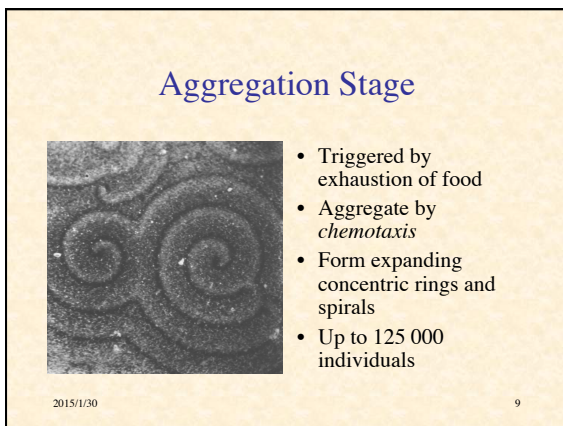 Aggregation Stage
• Triggered by
exhaustion of food
• Aggregate by
chemotaxis
• Form expanding
concentric rings and
spirals
• Up to 125 000
individuals
2015/1/30
9